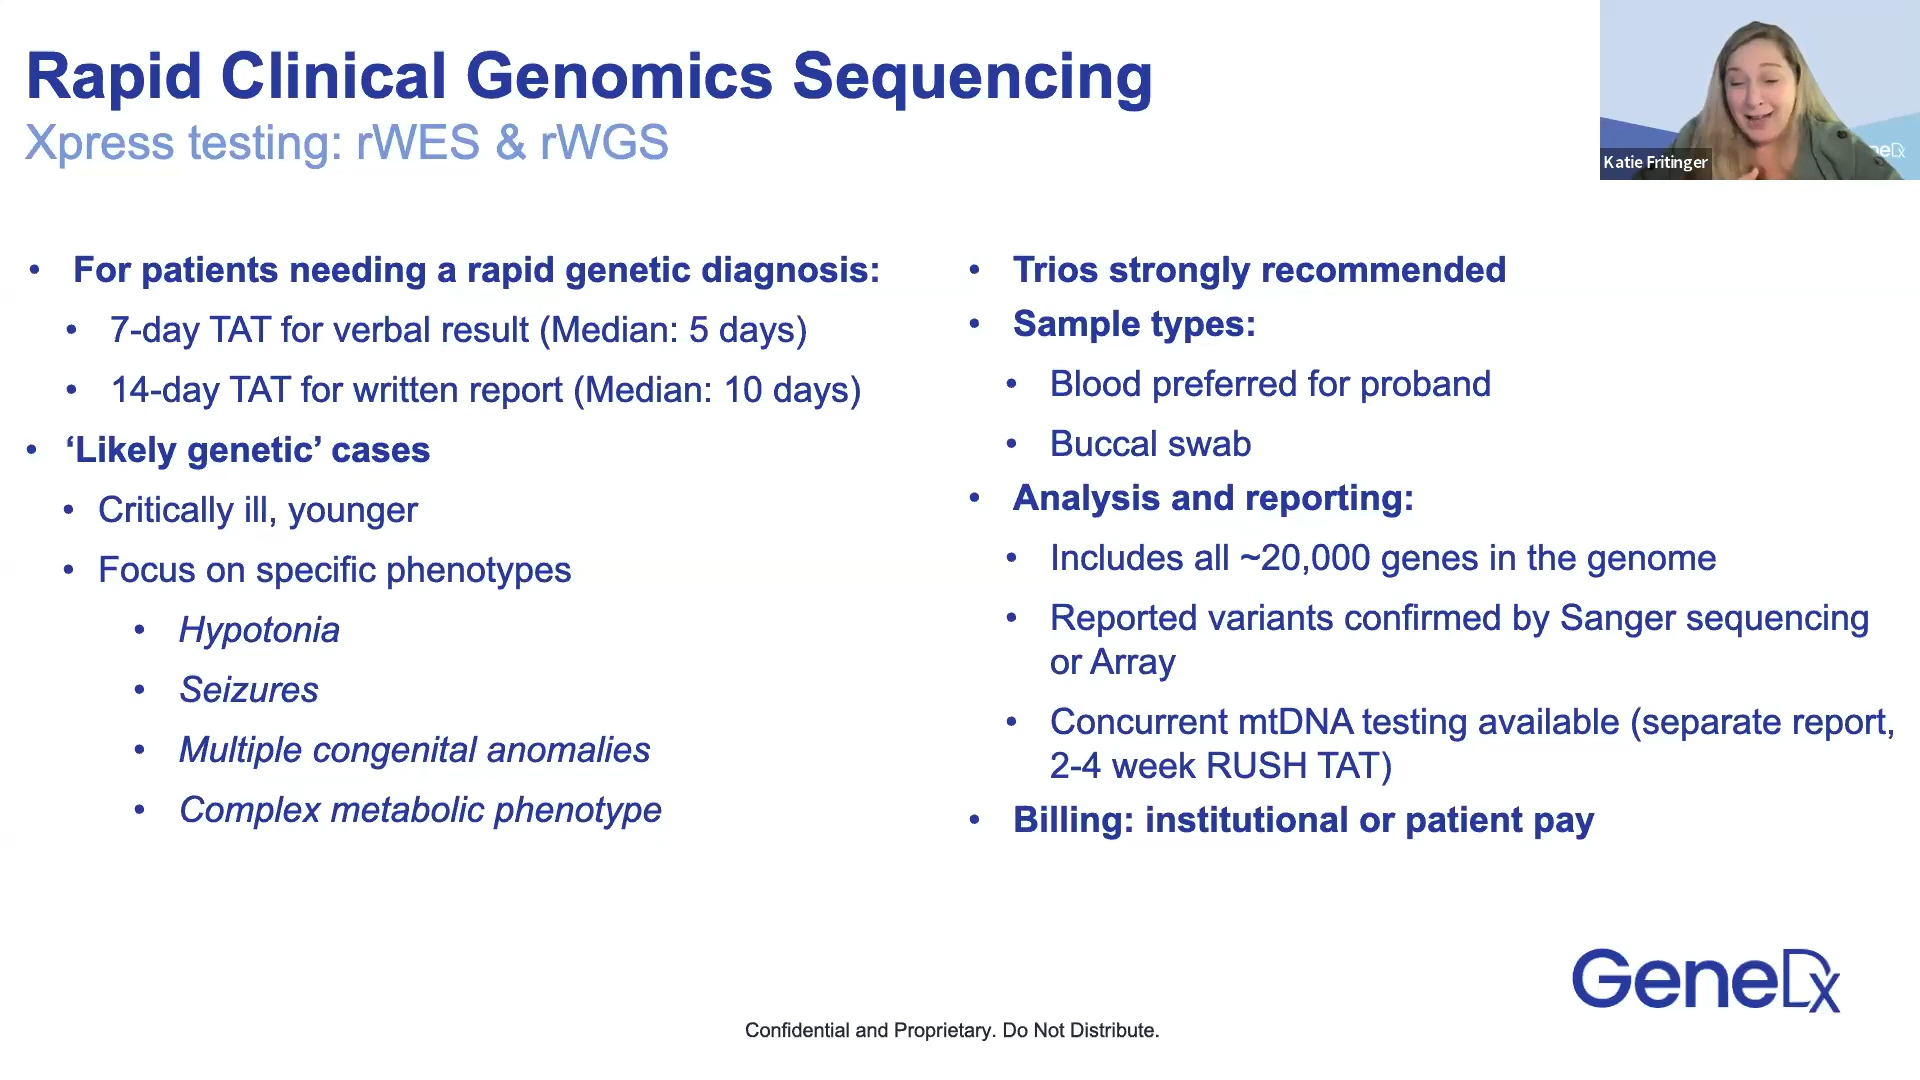 Rapid Clinical Genomics Sequencing
Xpress testing: rWES & rWGS
Katie Fritinger
eDx
• For patients needing a rapid genetic diagnosis:
• 7-day TAT for verbal result (Median: 5 days)
• 14-day TAT for written report (Median: 10 days)
• ‘Likely genetic’ cases
• Critically ill, younger
• Focus on specific phenotypes
• Hypotonia
• Seizures
• Multiple congenital anomalies
• Complex metabolic phenotype
• Trios strongly recommended
• Sample types:
• Blood preferred for proband
• Buccal swab
• Analysis and reporting:
• Includes all ~20,000 genes in the genome
• Reported variants confirmed by Sanger sequencing
or Array
• Concurrent mtDNA testing available (separate report,
2-4 week RUSH TAT)
• Billing: institutional or patient pay
GeneDx
Confidential and Proprietary. Do Not Distribute.